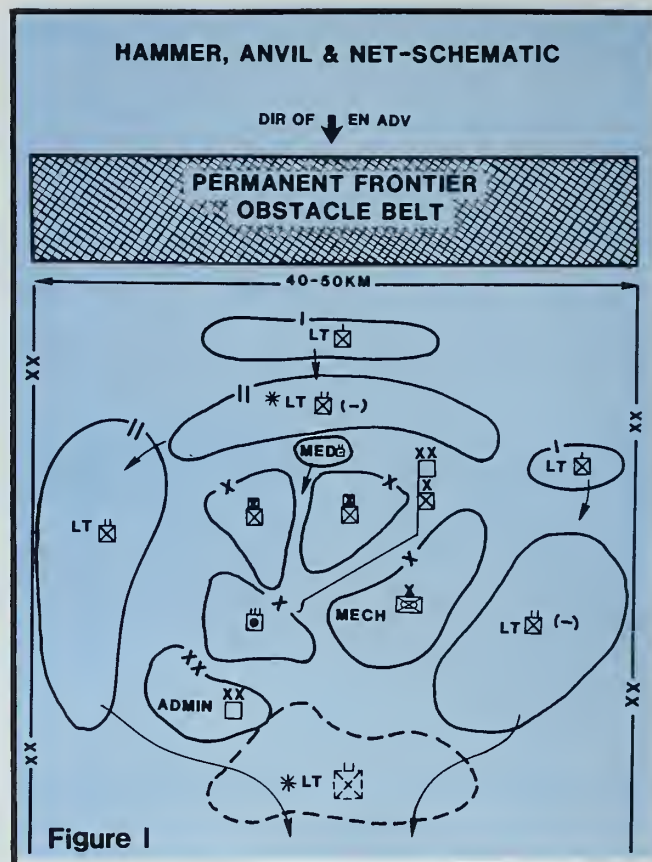 HAMMER, ANVIL & NET-SCHEMATIC
DIR OF EN ADV
PERMANENT FRONTIER
OBSTACLE BELT
40-50KM
I
LT
XX
II
*LT (-)
XX
MED
XX
X
I
LT
II
LT
X
X
X
X
X
MECH
LT (-)
XX
ADMIN
XX
XX
XX
*LT
X
Figure I